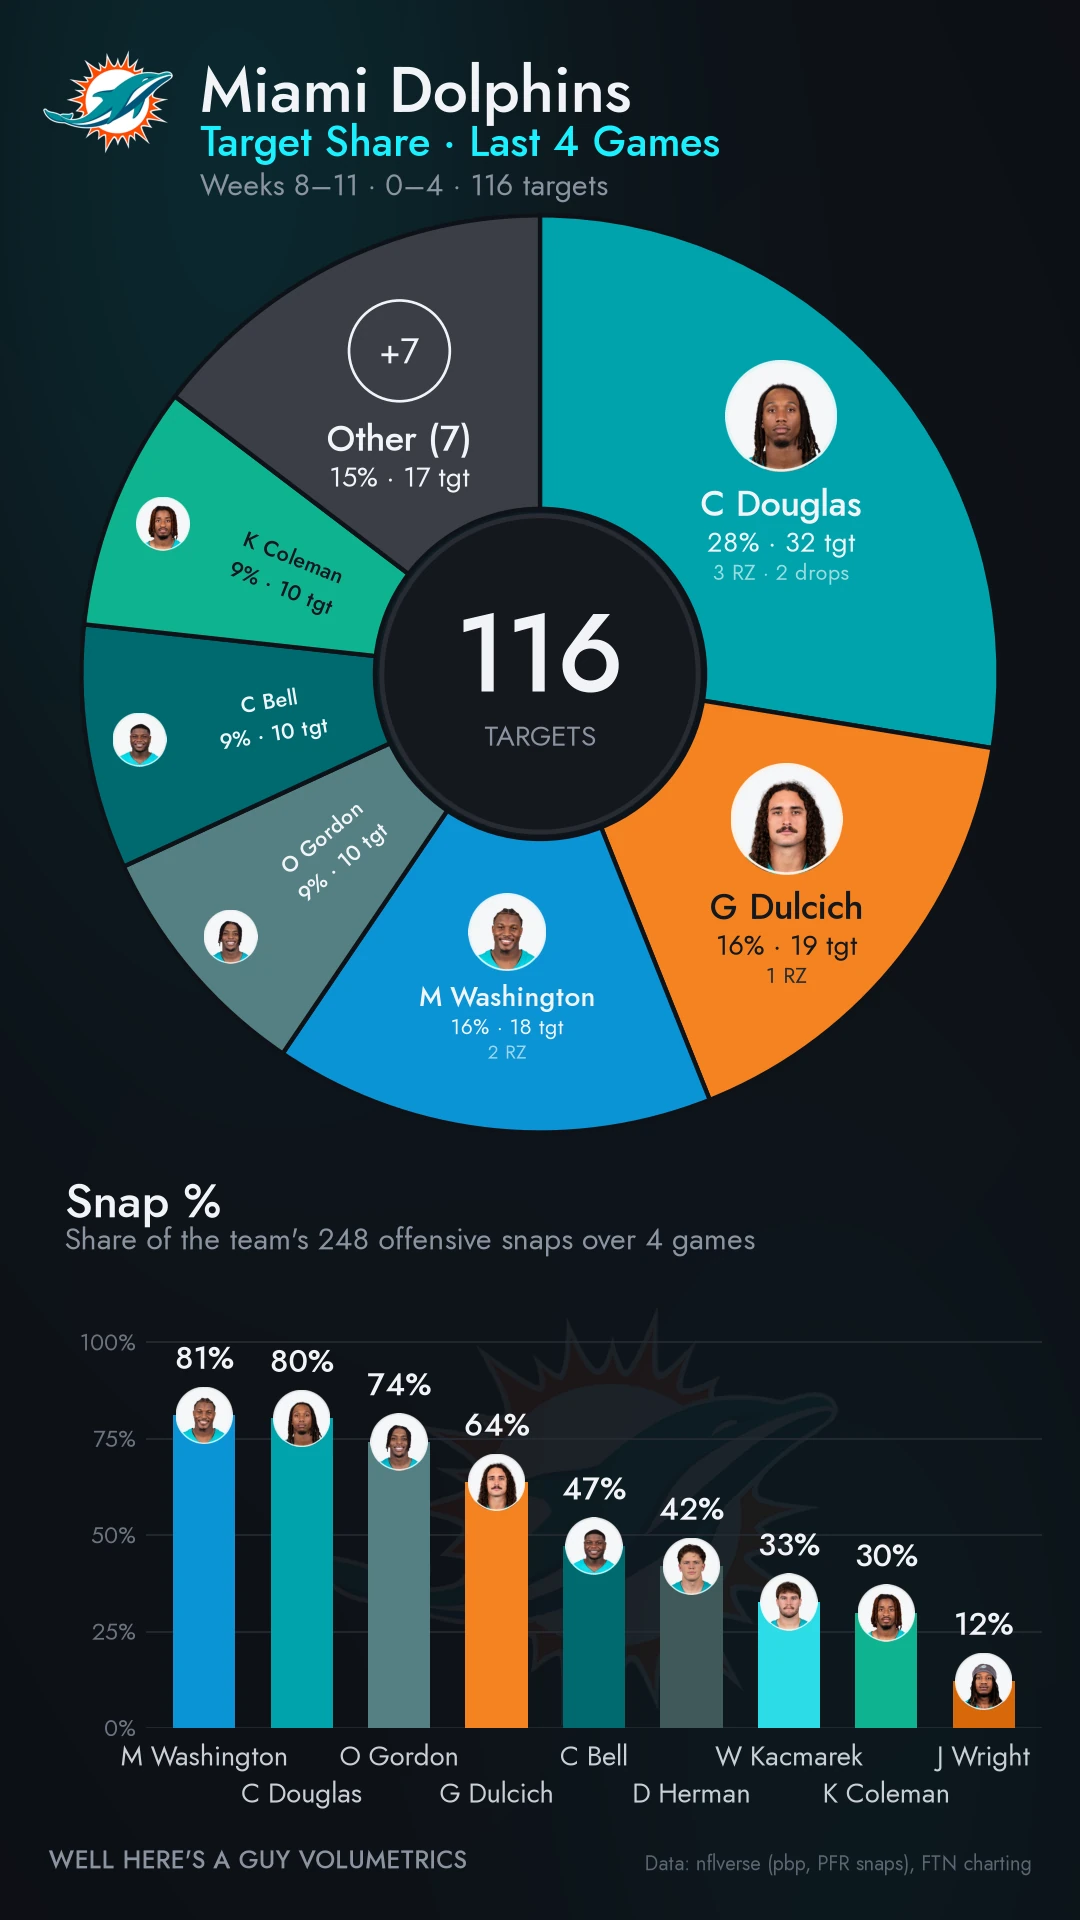 Miami Dolphins
Target Share · Last 4 Games
Weeks 8–11 · 0–4 · 116 targets
+7
Other (7)
15% · 17 tgt
C Douglas
28% · 32 tgt
3 RZ · 2 drops
K Coleman
9% · 10 tgt
116
TARGETS
C Bell
9% · 10 tgt
O Gordon
9% · 10 tgt
G Dulcich
16% · 19 tgt
1 RZ
M Washington
16% · 18 tgt
2 RZ
Snap %
Share of the team's 248 offensive snaps over 4 games
100%
75%
50%
25%
0%
81%
80%
74%
64%
47%
42%
33%
30%
12%
M Washington
C Douglas
O Gordon
G Dulcich
C Bell
D Herman
W Kacmarek
K Coleman
J Wright
WELL HERE'S A GUY VOLUMETRICS
Data: nflverse (pbp, PFR snaps), FTN charting